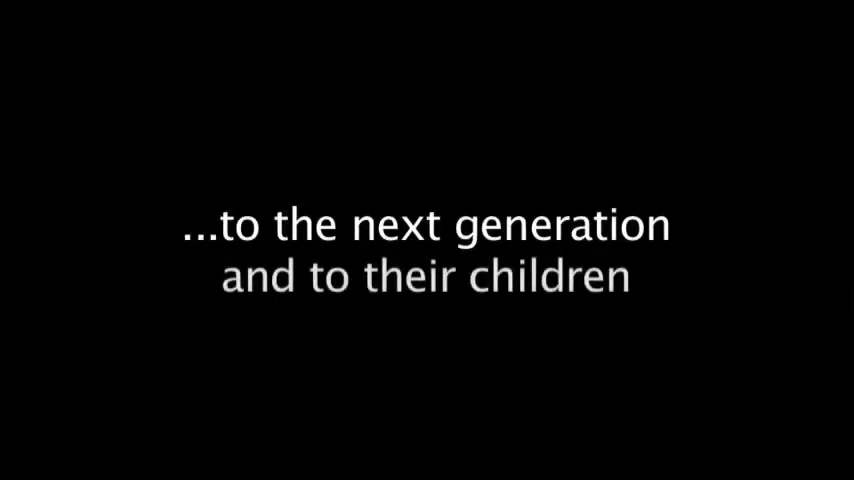 ...to the next generation
and to their children